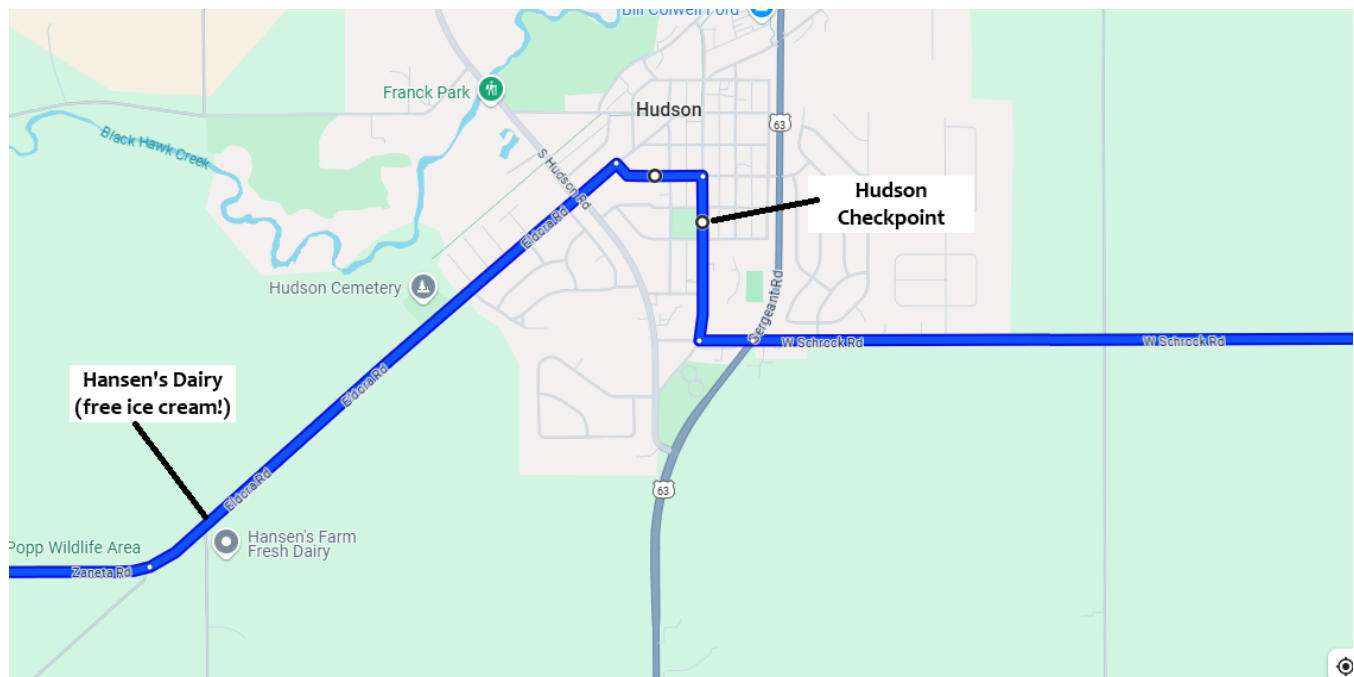 Bill Colwell Ford
Franck Park
Hudson
63
Black Hawk Creek
S Hudson Rd
Hudson
Checkpoint
Eldora Rd
Hudson Cemetery
Sergeant Rd
W Schrock Rd
W Schrock Rd
Hansen's Dairy
(free ice cream!)
Eldora Rd
Eldora Rd
63
Hansen's Farm
Fresh Dairy
Popp Wildlife Area
Zaneta Rd